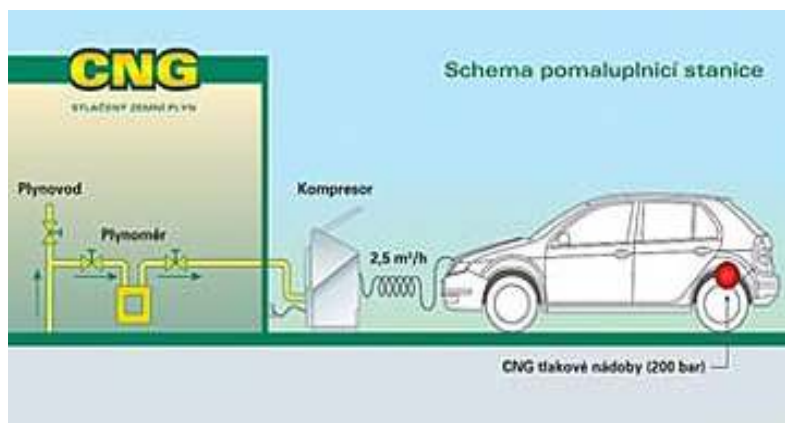 CNG
STLAČENÝ ZEMNÍ PLYN
Schema pomaluplnicí stanice
Plynovod
Plynoměr
Kompresor
2,5 m³/h
CNG tlakové nádoby (200 bar)